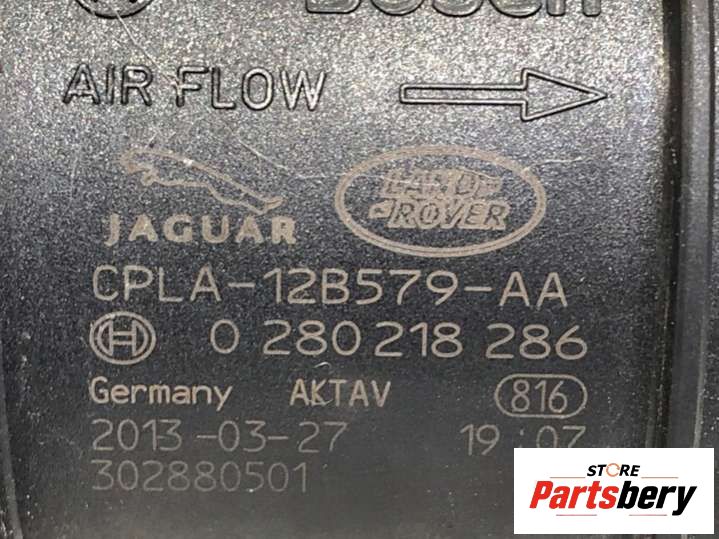 BOSCH
AIR FLOW
JAGUAR
LAND ROVER
CPLA-12B579-AA
0 280 218 286
Germany AKTAV 816
2013-03-27 19:07
302880501
STORE
Partsbery